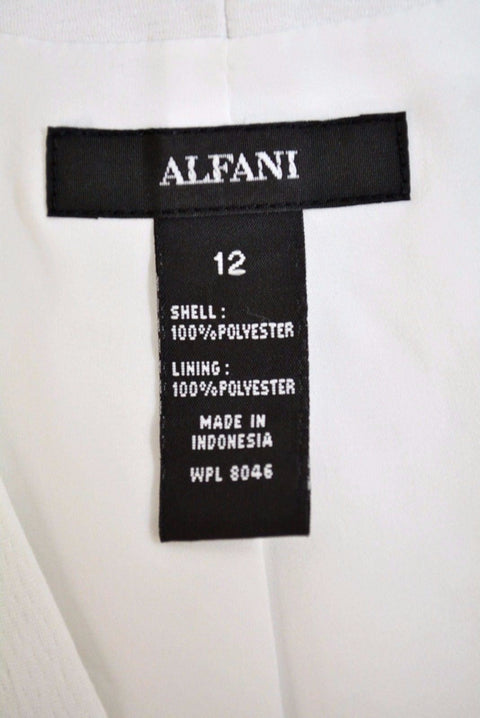 ALFANI
12
SHELL:
100%POLYESTER
LINING:
100%POLYESTER
MADE IN
INDONESIA
WPL 8046